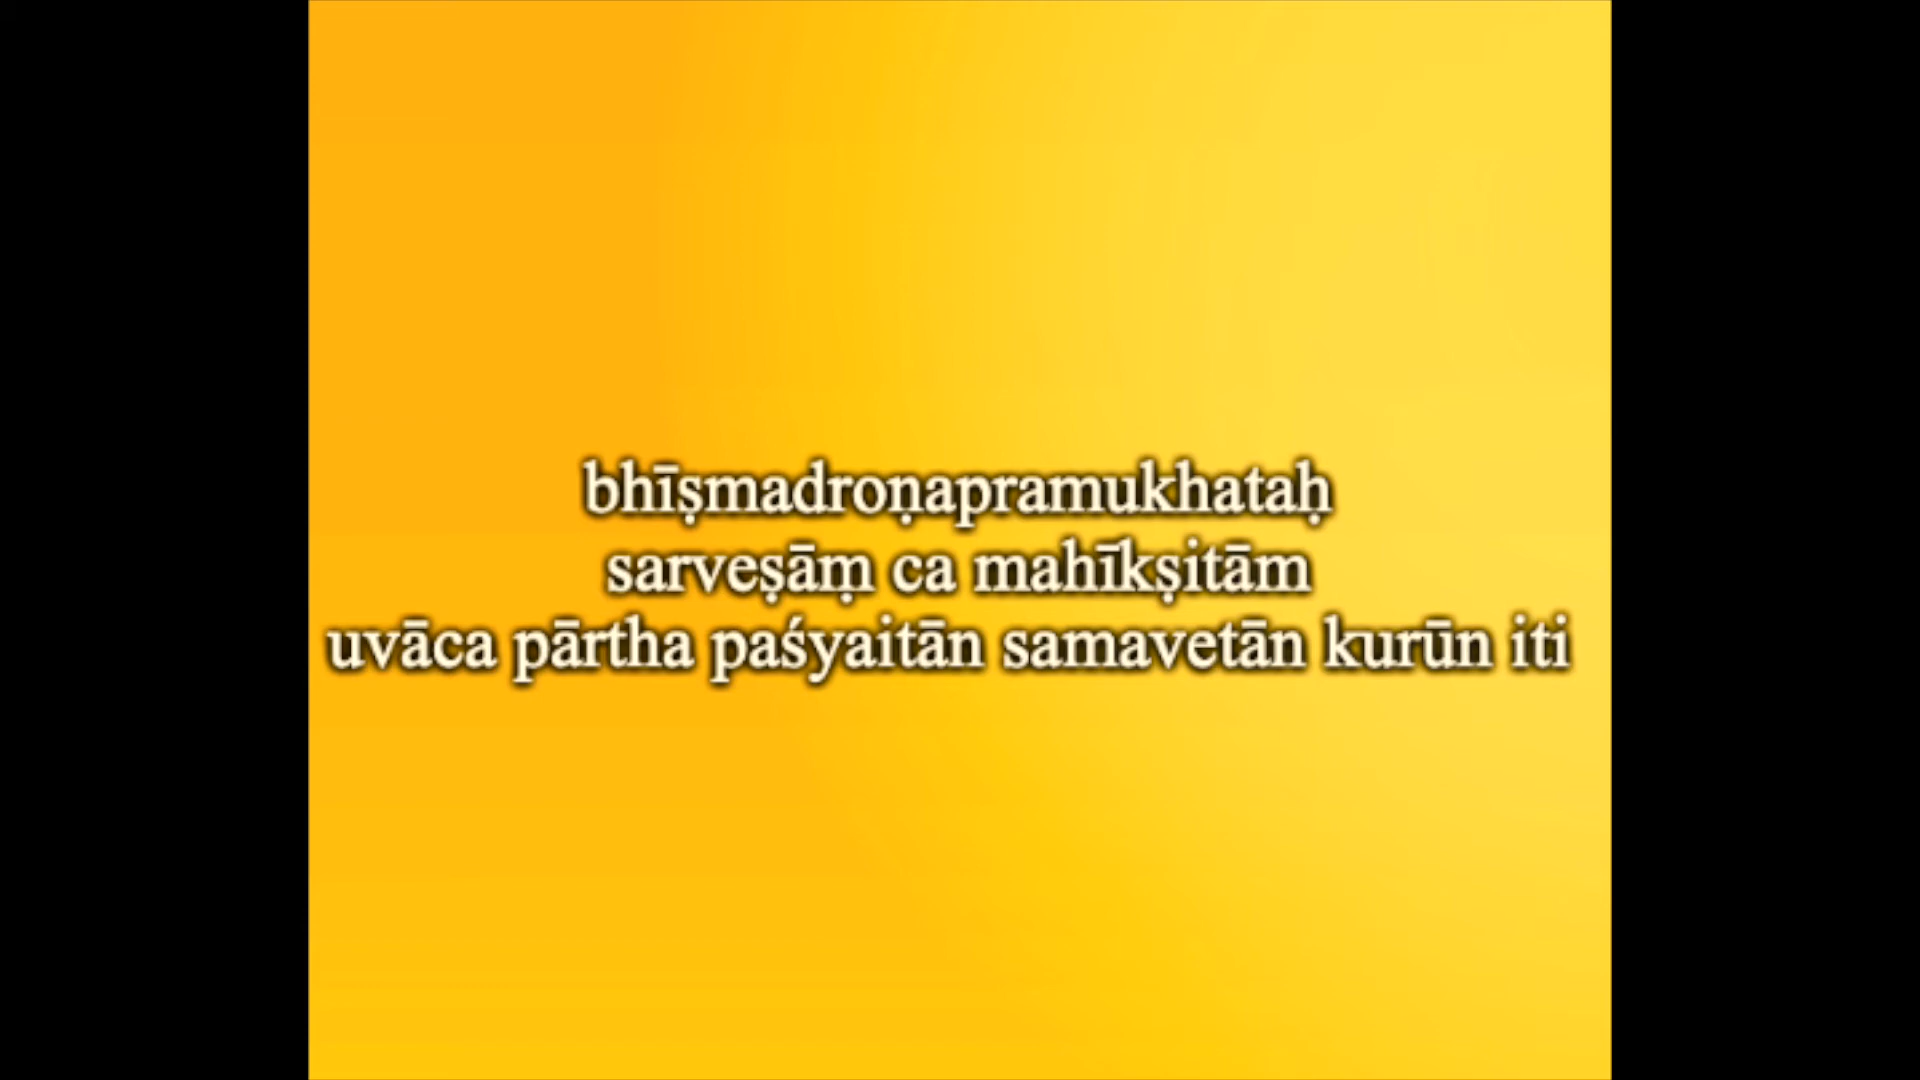 bhīṣmadroṇapramukhataḥ
sarveṣāṃ ca mahīkṣitām
uvāca pārtha paśyaitān samavetān kurūn iti